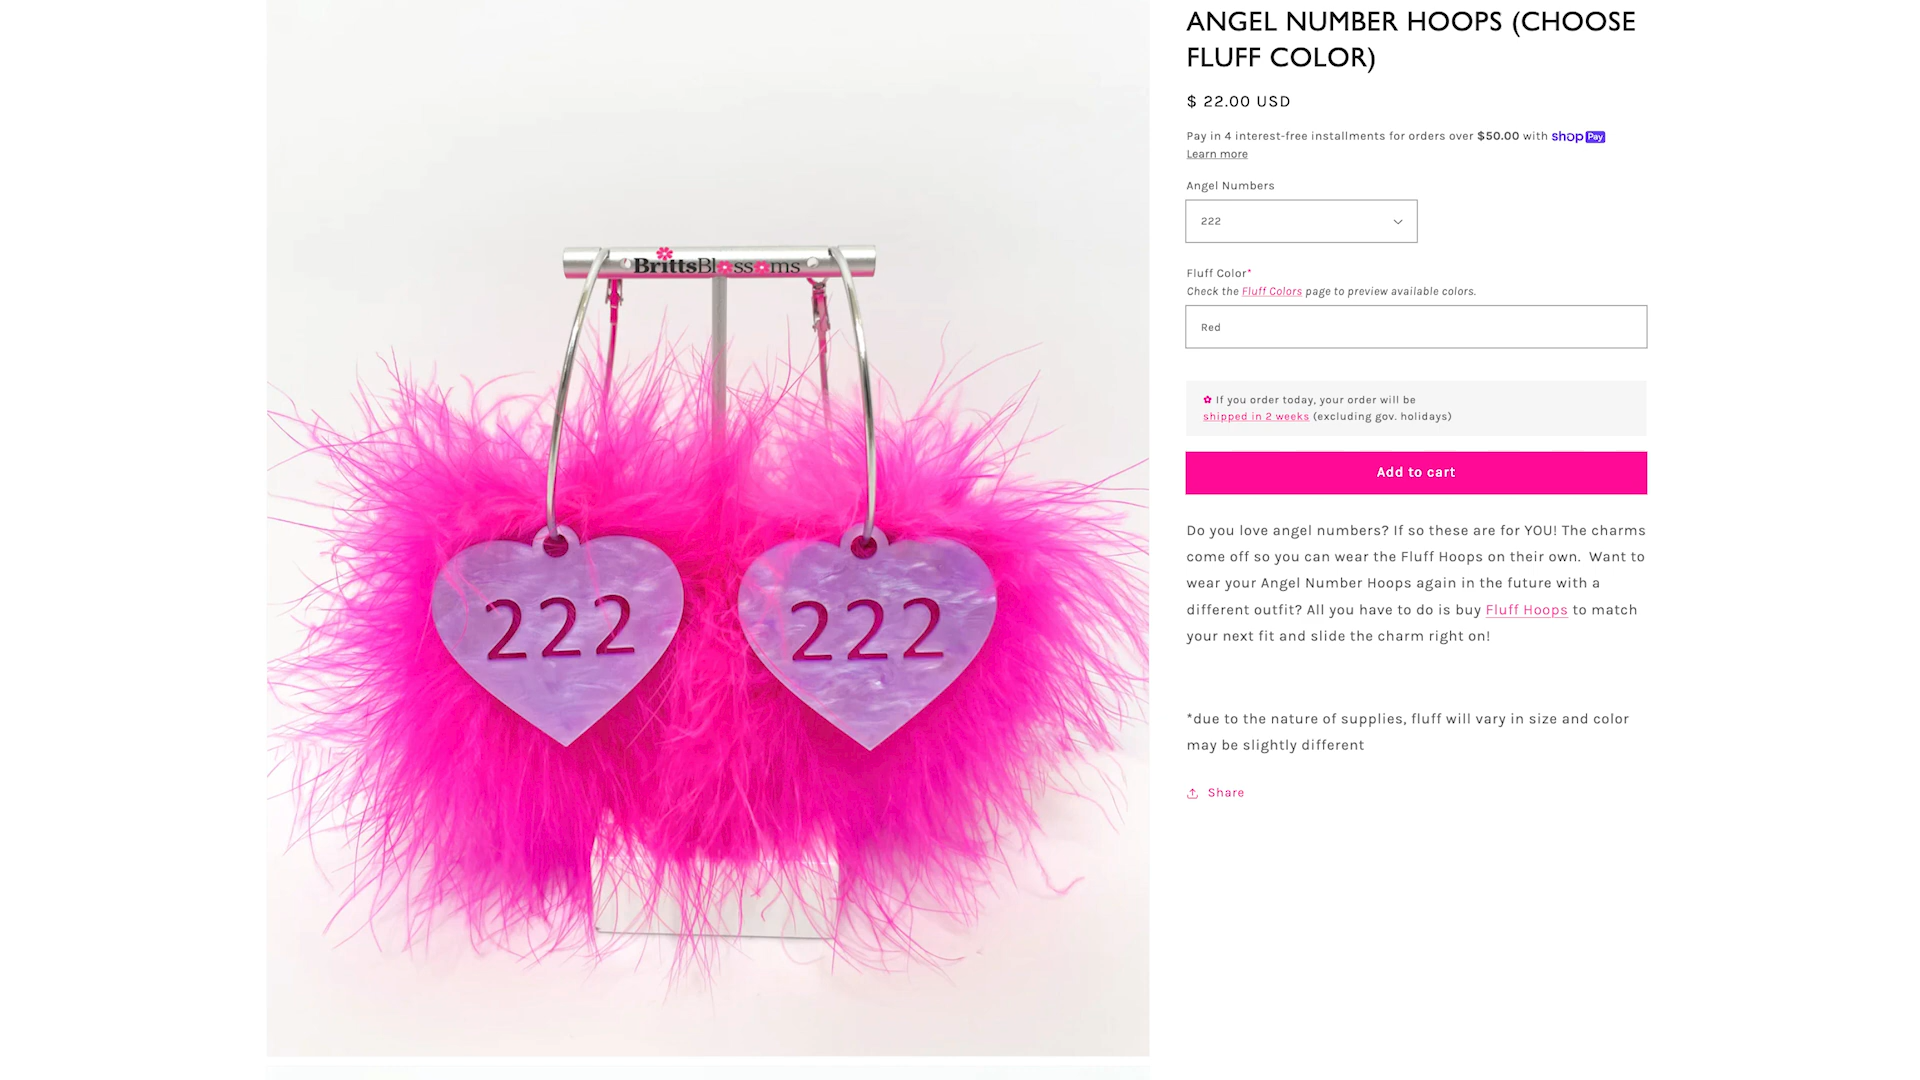 ANGEL NUMBER HOOPS (CHOOSE
FLUFF COLOR)
$ 22.00 USD
Pay in 4 interest-free installments for orders over $50.00 with shop Pay
Learn more
Angel Numbers
222
Fluff Color*
Check the Fluff Colors page to preview available colors.
Red
If you order today, your order will be
shipped in 2 weeks (excluding gov. holidays)
Add to cart
Do you love angel numbers? If so these are for YOU! The charms
come off so you can wear the Fluff Hoops on their own. Want to
wear your Angel Number Hoops again in the future with a
different outfit? All you have to do is buy Fluff Hoops to match
your next fit and slide the charm right on!
*due to the nature of supplies, fluff will vary in size and color
may be slightly different
Share
BrittsBlossoms
222
222